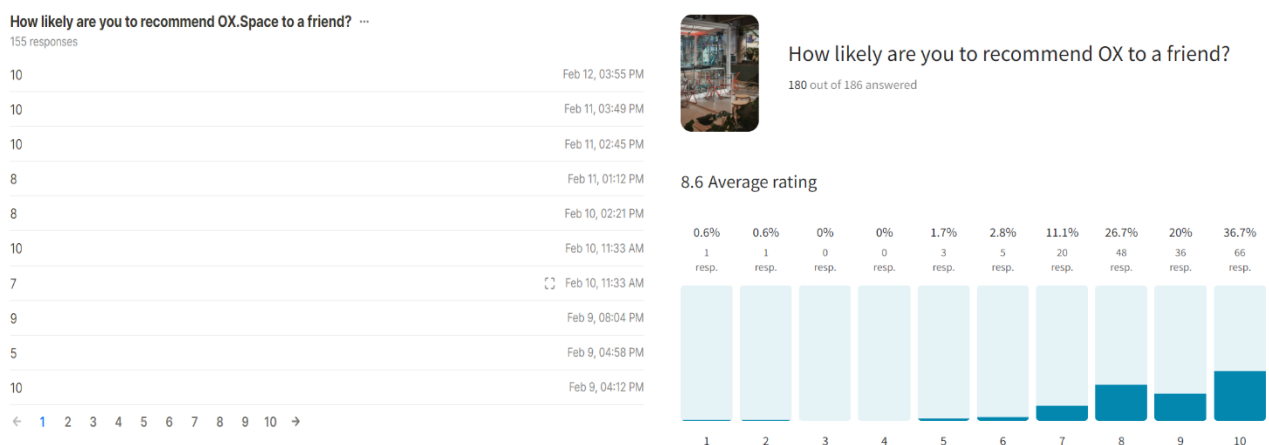 How likely are you to recommend OX.Space to a friend? ···
155 responses
10 Feb 12, 03:55 PM
10 Feb 11, 03:49 PM
10 Feb 11, 02:45 PM
8 Feb 11, 01:12 PM
8 Feb 10, 02:21 PM
10 Feb 10, 11:33 AM
7 Feb 10, 11:33 AM
9 Feb 9, 08:04 PM
5 Feb 9, 04:58 PM
10 Feb 9, 04:12 PM
← 1 2 3 4 5 6 7 8 9 10 →
How likely are you to recommend OX to a friend?
180 out of 186 answered
8.6 Average rating
0.6% 0.6% 0% 0% 1.7% 2.8% 11.1% 26.7% 20% 36.7%
1 1 0 0 3 5 20 48 36 66
resp. resp. resp. resp. resp. resp. resp. resp. resp. resp.
1 2 3 4 5 6 7 8 9 10